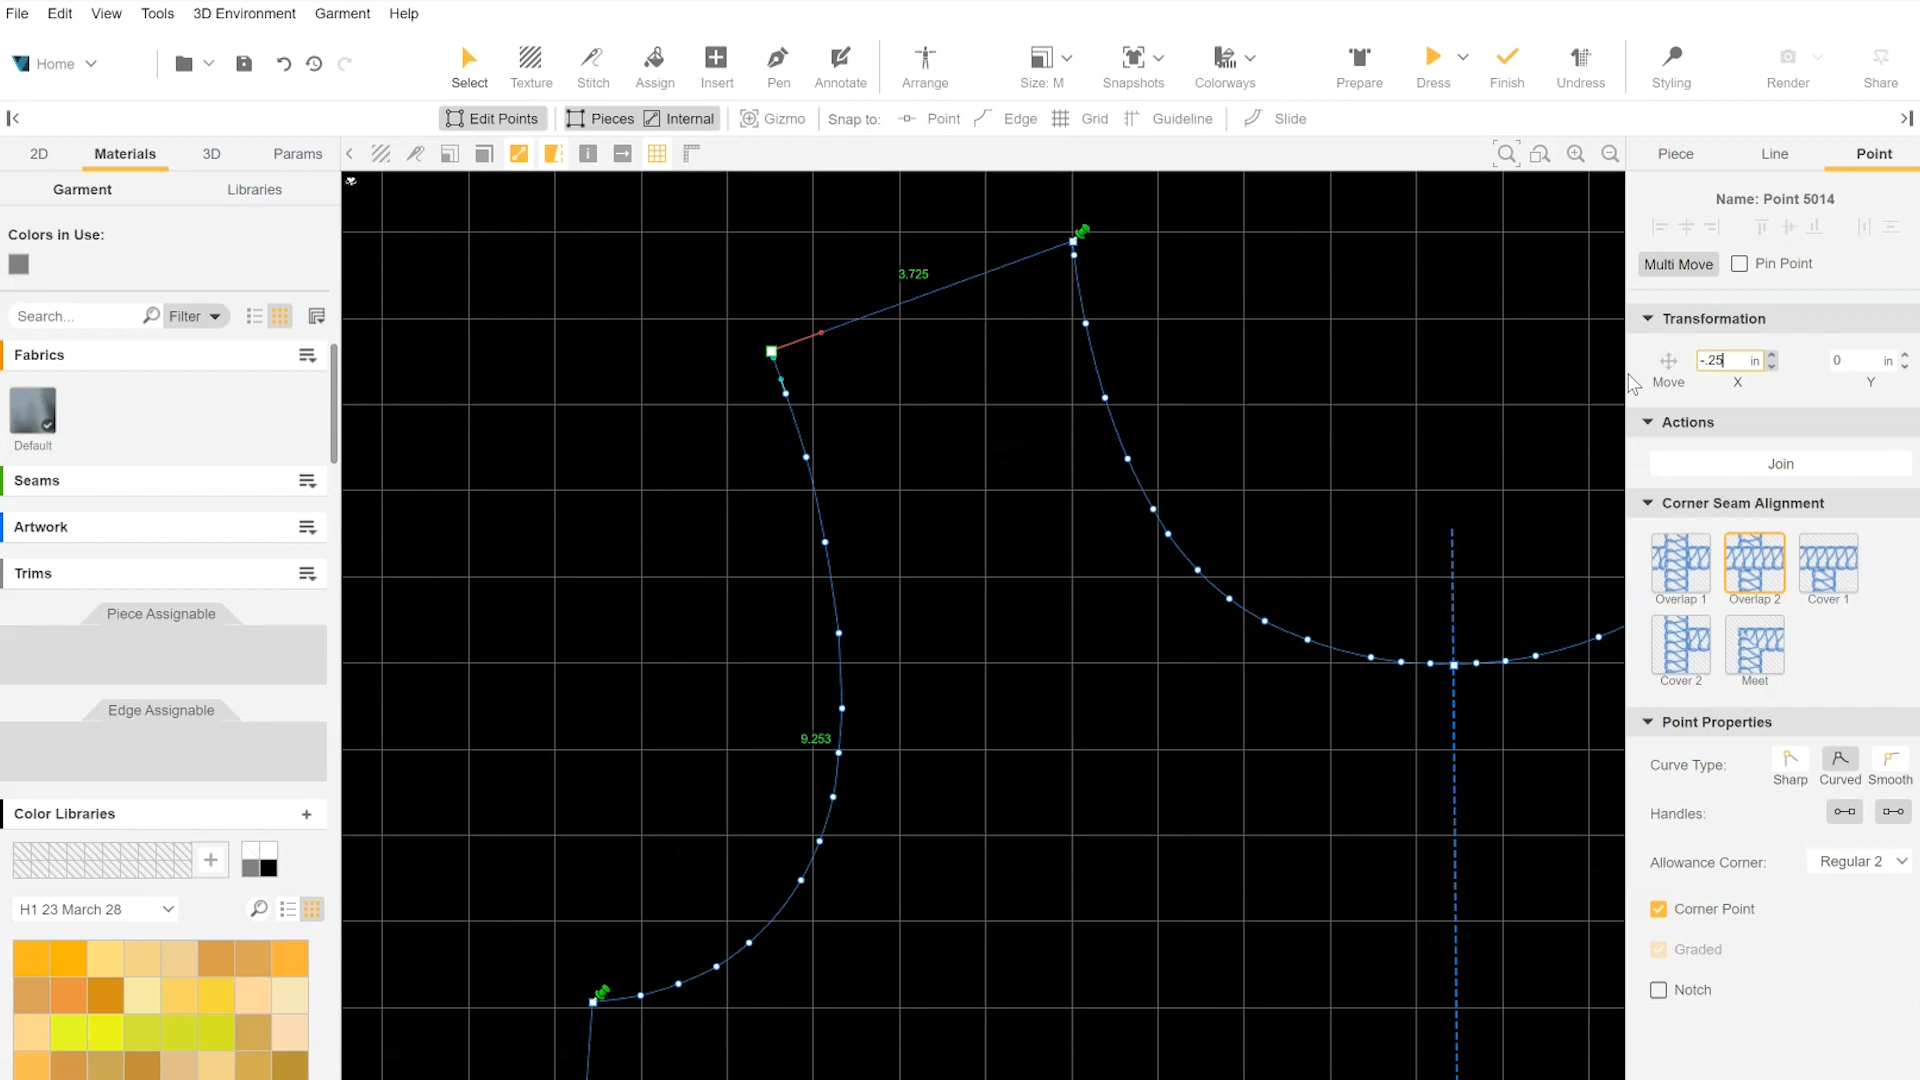 File Edit View Tools 3D Environment Garment Help
Home Select Texture Stitch Assign Insert Pen Annotate Arrange Size: M Snapshots Colorways Prepare Dress Finish Undress Styling Render Share
Edit Points Pieces Internal Gizmo Snap to: Point Edge Grid Guideline Slide
2D Materials 3D Params
Piece Line Point
Garment Libraries
Name: Point 5014
Colors in Use:
Multi Move Pin Point
3.725
Search... Filter
Transformation
Fabrics
-.25 in 0 in
Move X Y
Default
Actions
Join
Seams
Corner Seam Alignment
Artwork
Trims
Overlap 1 Overlap 2 Cover 1
Piece Assignable
Cover 2 Meet
Edge Assignable
Point Properties
9.253
Curve Type: Sharp Curved Smooth
Color Libraries +
Handles:
Allowance Corner: Regular 2
H1 23 March 28
Corner Point
Graded
Notch